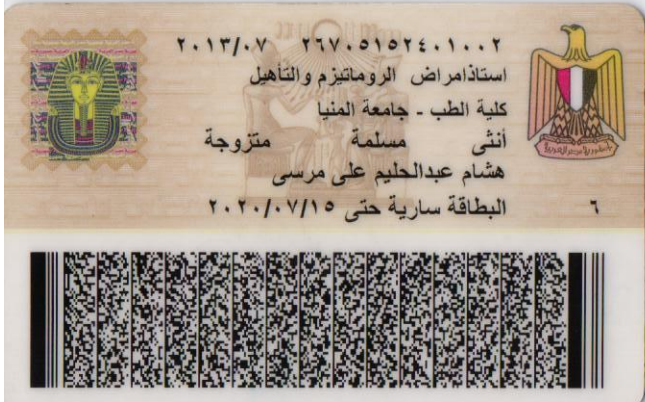 ٢٠١٣/٠٧ ٢٦٧٠٥١٥٢٤٠١٠٠٢
استاذامراض الروماتيزم والتأهيل
كلية الطب - جامعة المنيا
أنثى مسلمة متزوجة
هشام عبدالحليم على مرسى
البطاقة سارية حتى ٢٠٢٠/٠٧/١٥
٦